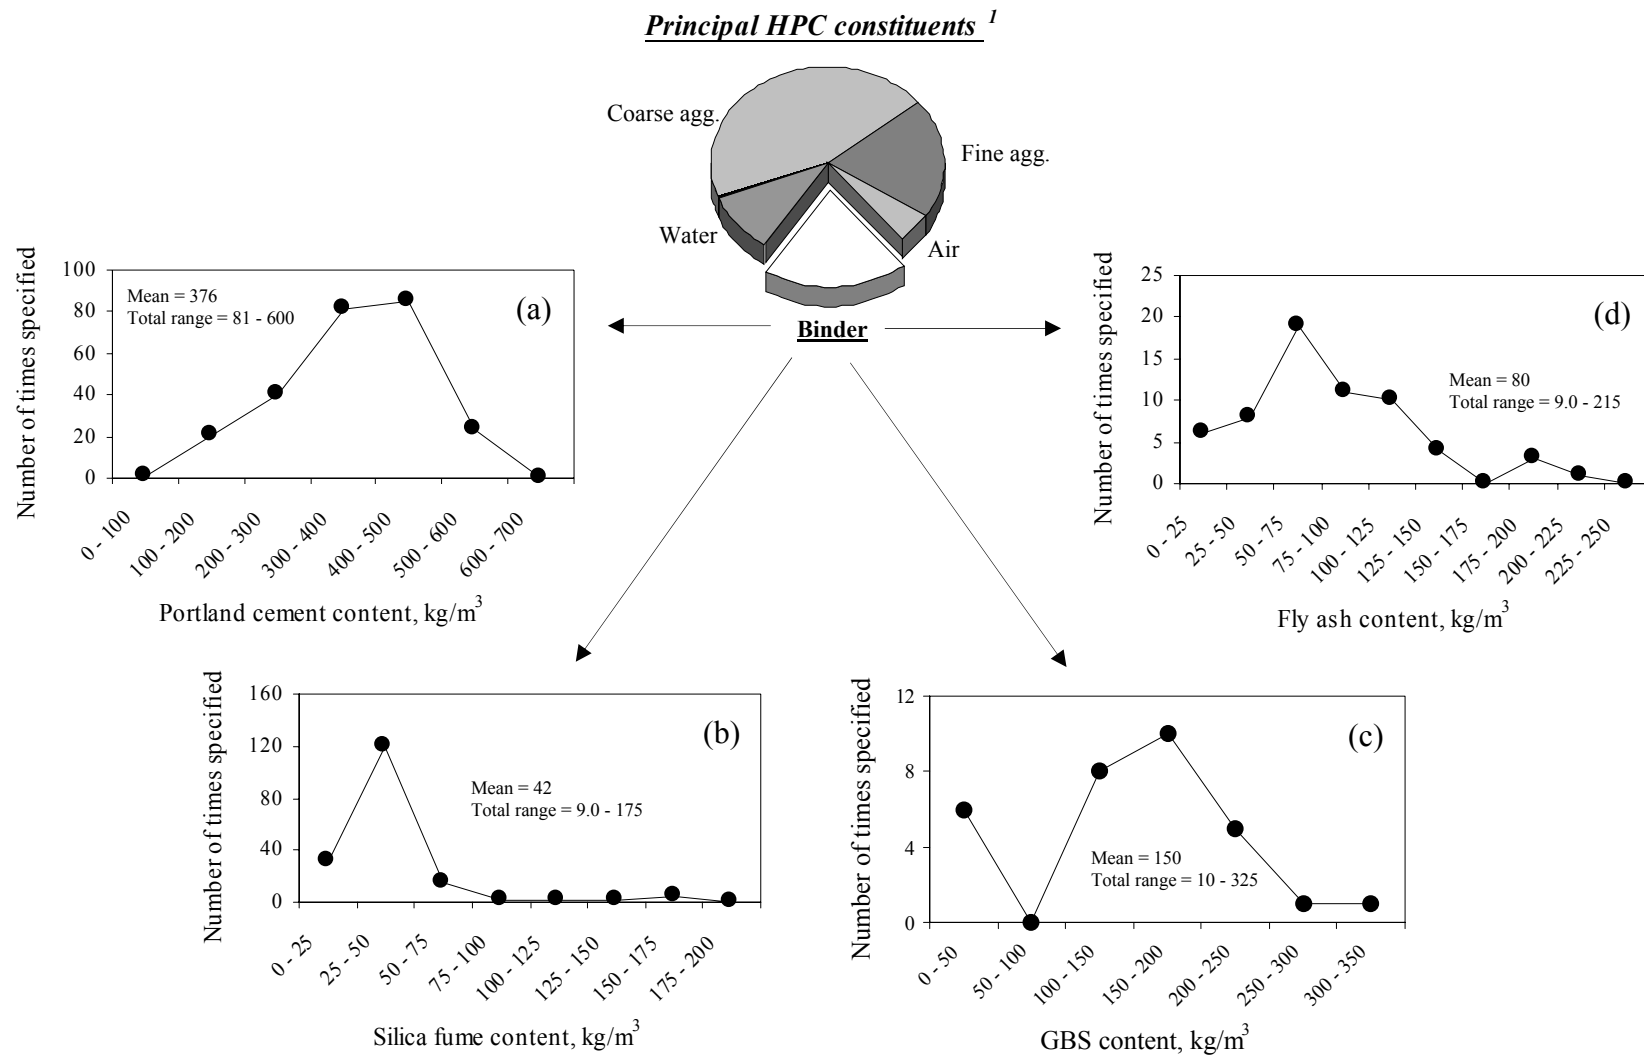 Principal HPC constituents 1
Coarse agg.
Fine agg.
Water
Air
Binder
(a)
Mean = 376
Total range = 81 - 600
Number of times specified
100
80
60
40
20
0
0 - 100
100 - 200
200 - 300
300 - 400
400 - 500
500 - 600
600 - 700
Portland cement content, kg/m3
(d)
Mean = 80
Total range = 9.0 - 215
Number of times specified
25
20
15
10
5
0
0 - 25
25 - 50
50 - 75
75 - 100
100 - 125
125 - 150
150 - 175
175 - 200
200 - 225
225 - 250
Fly ash content, kg/m3
(b)
Mean = 42
Total range = 9.0 - 175
Number of times specified
160
120
80
40
0
0 - 25
25 - 50
50 - 75
75 - 100
100 - 125
125 - 150
150 - 175
175 - 200
Silica fume content, kg/m3
(c)
Mean = 150
Total range = 10 - 325
Number of times specified
12
8
4
0
0 - 50
50 - 100
100 - 150
150 - 200
200 - 250
250 - 300
300 - 350
GBS content, kg/m3